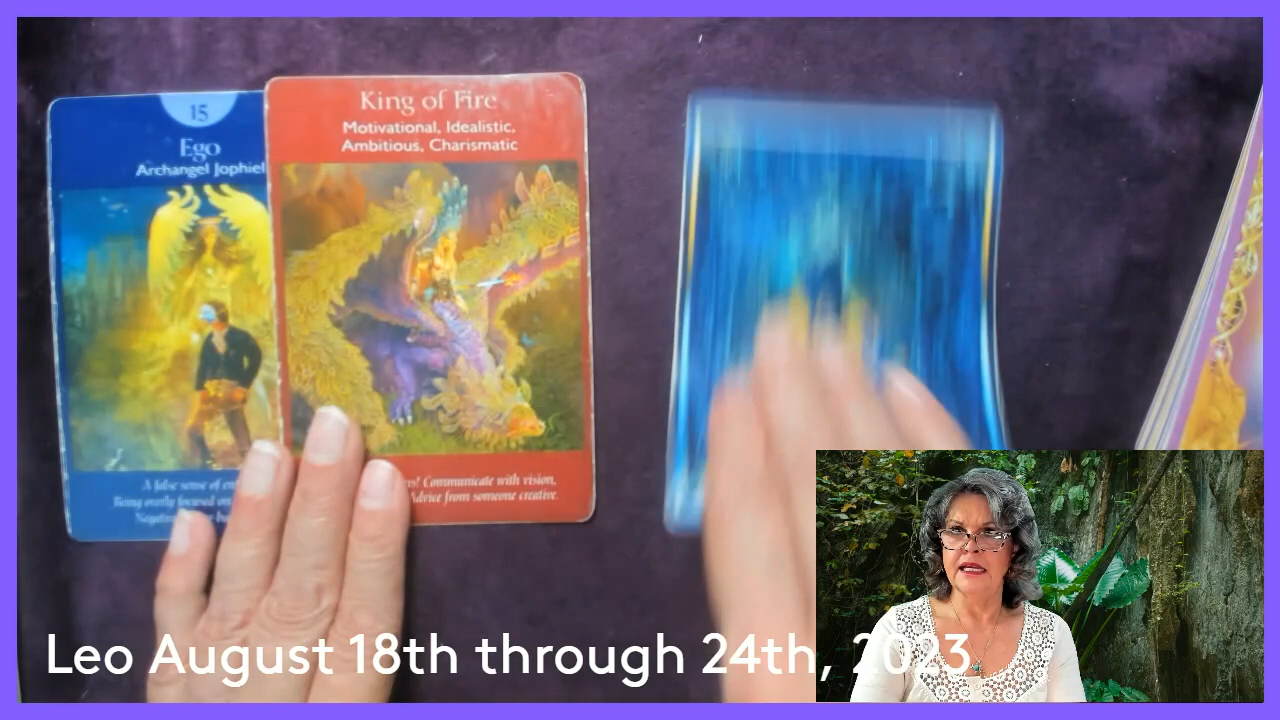 15
Ego
Archangel Jophiel
King of Fire
Motivational, Idealistic,
Ambitious, Charismatic
A false sense of
Being overly focused on
Communicate with vision,
Advice from someone creative.
Leo August 18th through 24th, 2023